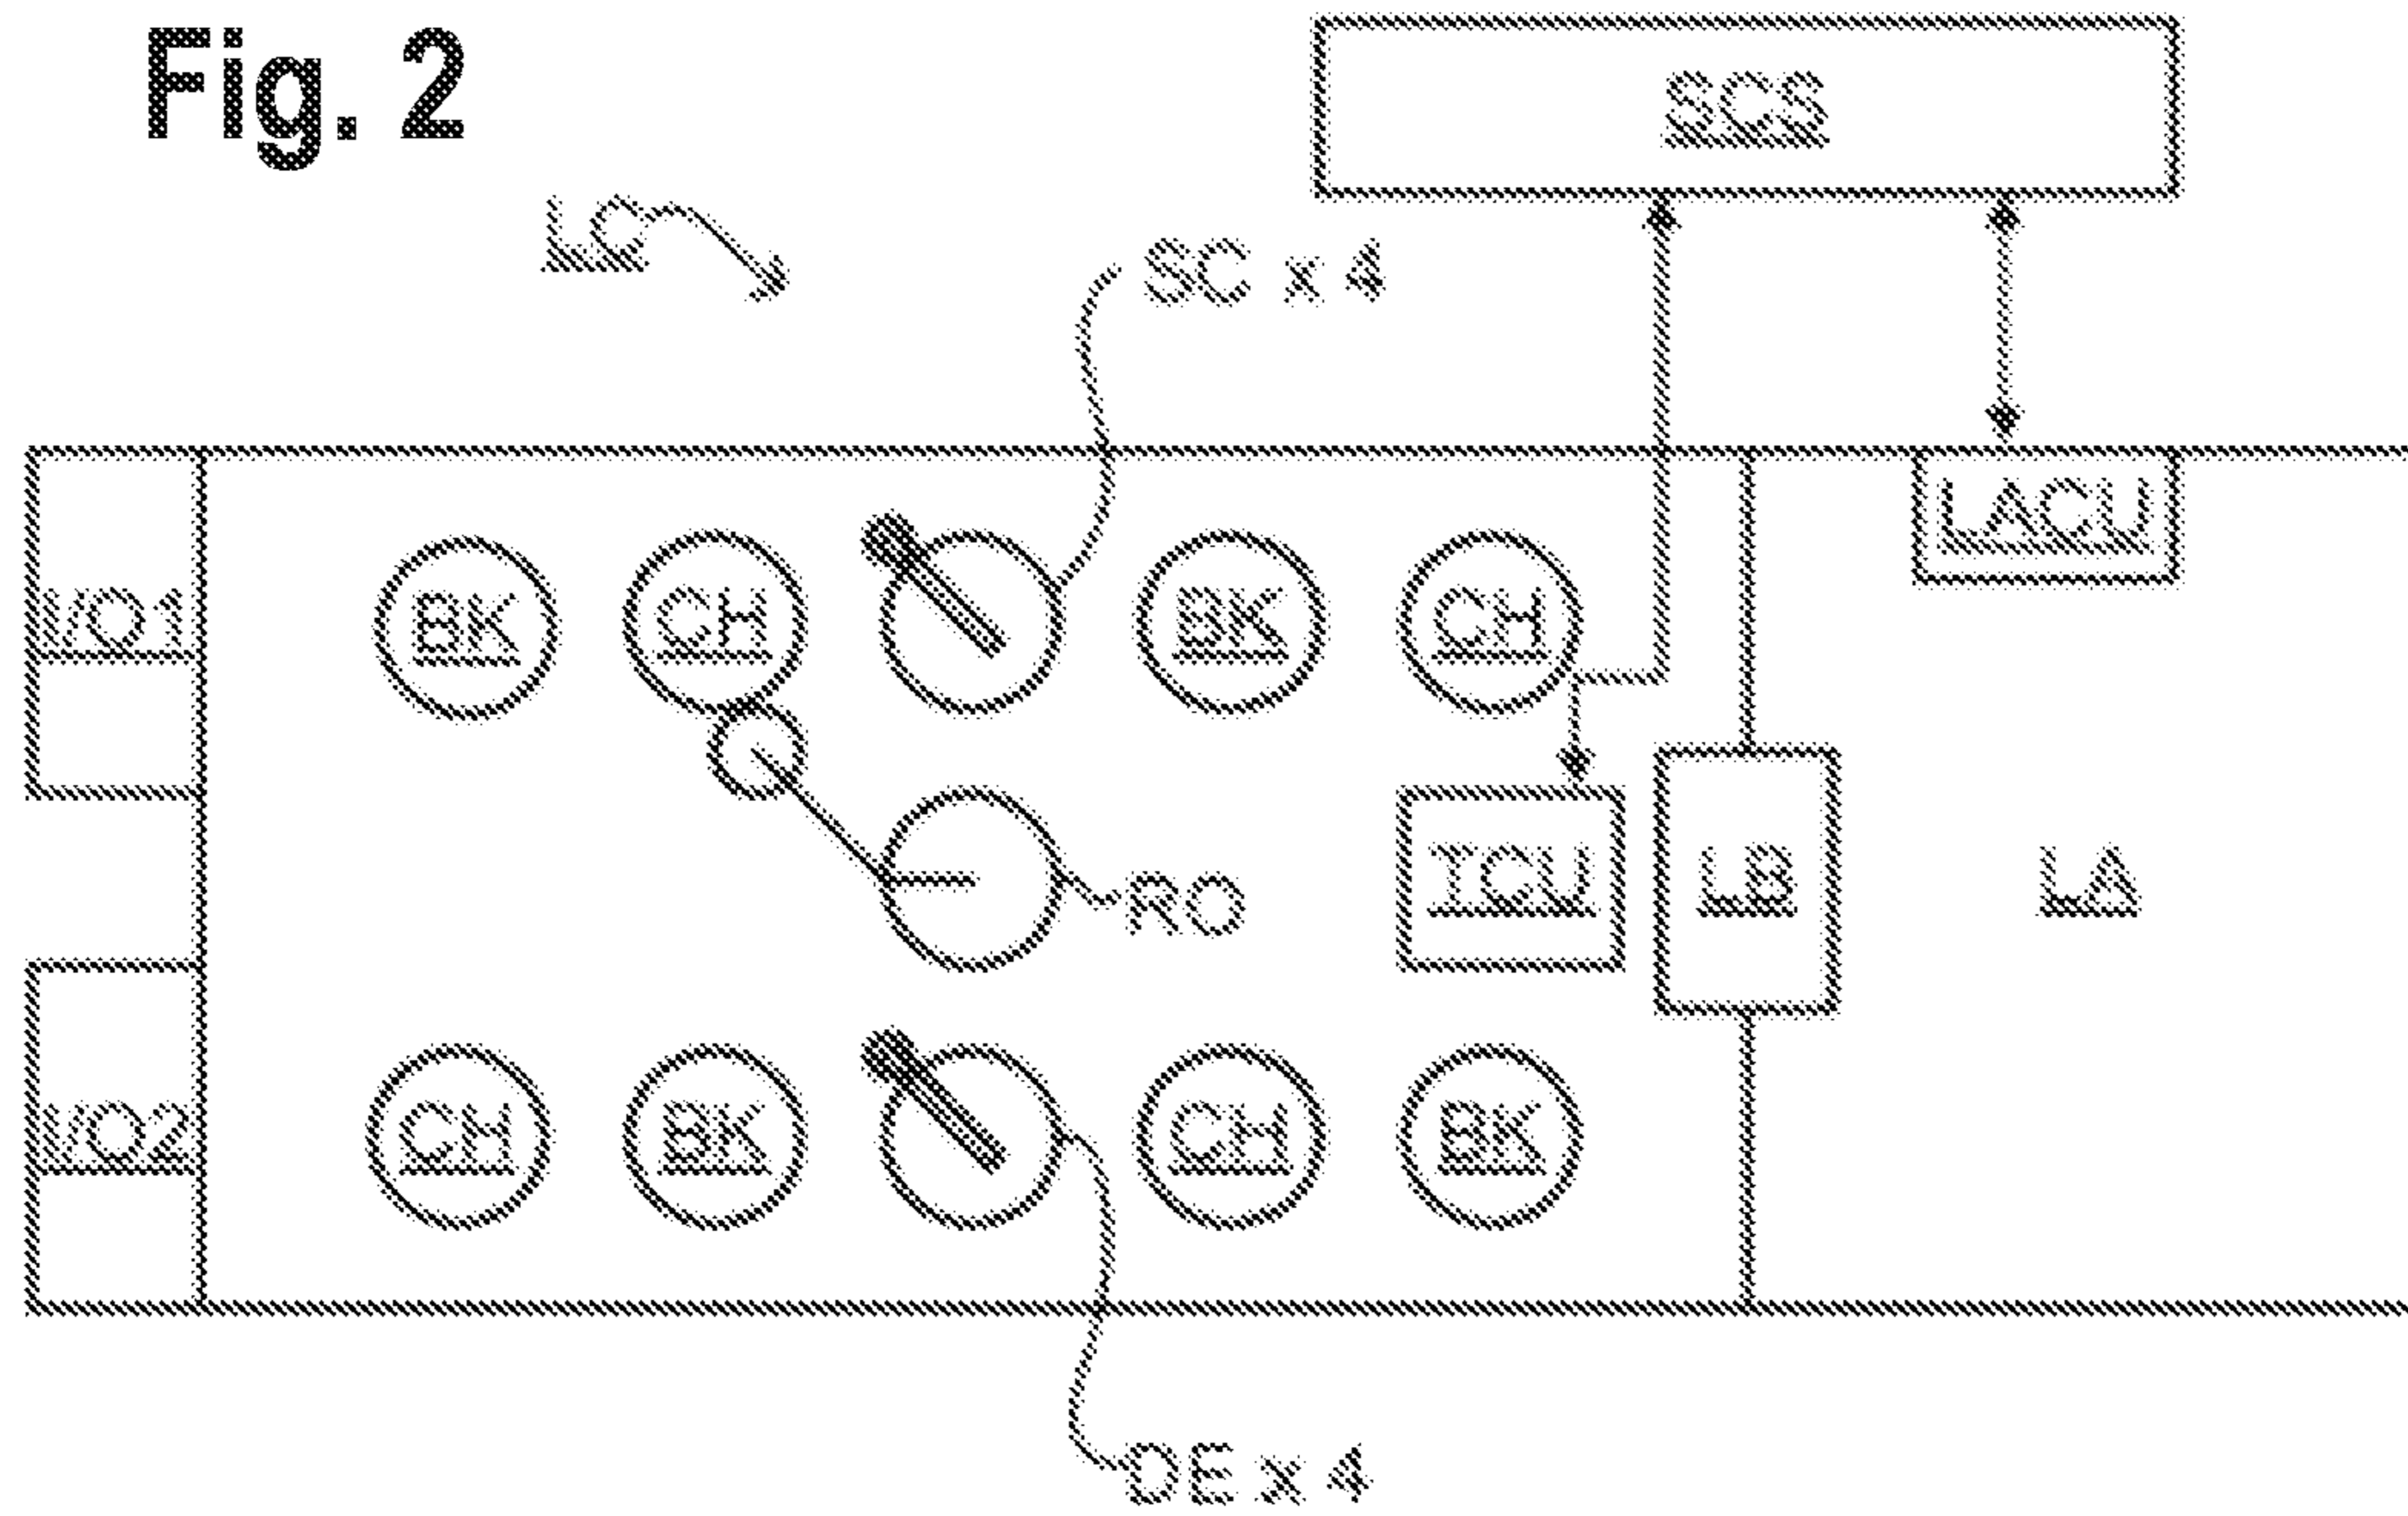 Fig. 2
SCS
LC
SC x 4
LACU
I/O1
BK
CH
BK
CH
RO
TCU
LB
LA
I/O2
CH
BK
CH
BK
DE x 4